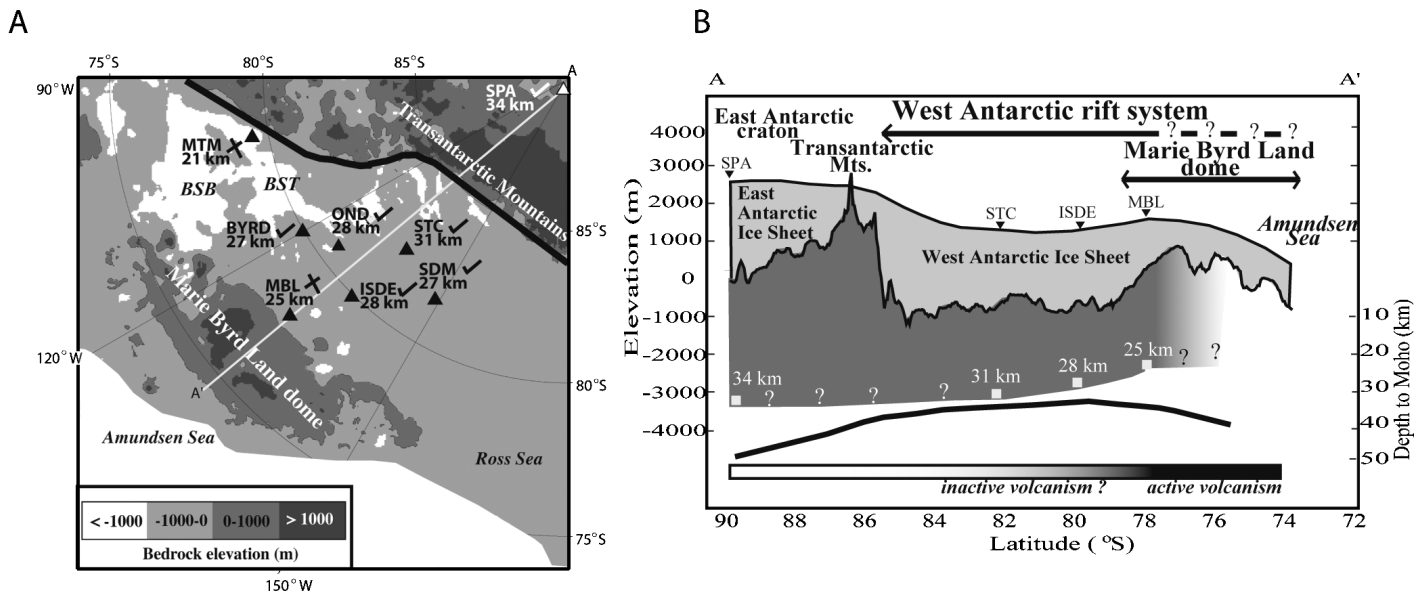 A
75°S
80°S
85°S
A
90°W
SPA
34 km
Transantarctic Mountains
MTM
21 km
BSB
BST
OND
28 km
BYRD
27 km
STC
31 km
85°S
SDM
27 km
MBL
25 km
ISDE
28 km
Marie Byrd Land dome
120°W
A'
80°S
Amundsen Sea
Ross Sea
< -1000
-1000-0
0-1000
> 1000
Bedrock elevation (m)
75°S
150°W
B
A
A'
West Antarctic rift system
East Antarctic
craton
4000
? ? ? ?
Transantarctic
Mts.
Marie Byrd Land
dome
3000
SPA
2000
East
Antarctic
Ice Sheet
STC
ISDE
MBL
Amundsen
Sea
1000
West Antarctic Ice Sheet
0
-1000
10
-2000
20
25 km
? ?
28 km
31 km
34 km
? ? ? ?
-3000
30
-4000
40
50
Elevation (m)
Depth to Moho (km)
inactive volcanism ?
active volcanism
90 88 86 84 82 80 78 76 74 72
Latitude ( °S)